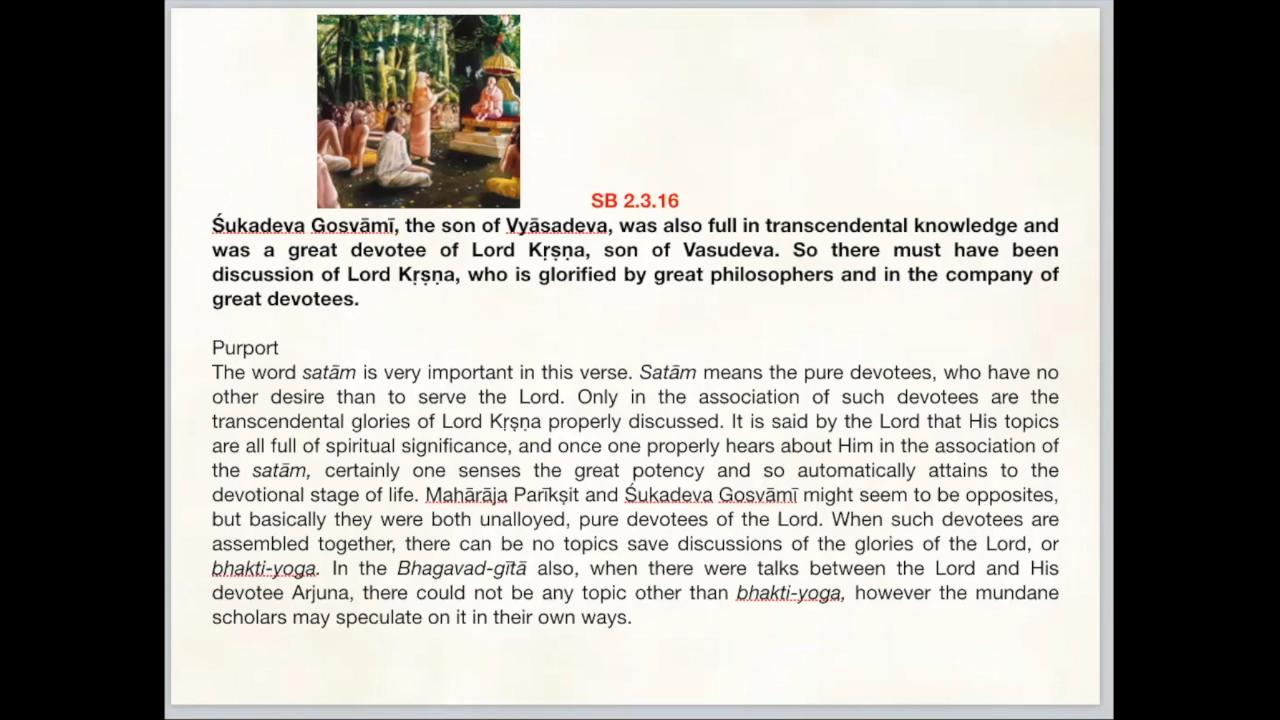 SB 2.3.16
Śukadeva Gosvāmī, the son of Vyāsadeva, was also full in transcendental knowledge and
was a great devotee of Lord Kṛṣṇa, son of Vasudeva. So there must have been
discussion of Lord Kṛṣṇa, who is glorified by great philosophers and in the company of
great devotees.
Purport
The word satām is very important in this verse. Satām means the pure devotees, who have no
other desire than to serve the Lord. Only in the association of such devotees are the
transcendental glories of Lord Kṛṣṇa properly discussed. It is said by the Lord that His topics
are all full of spiritual significance, and once one properly hears about Him in the association of
the satām, certainly one senses the great potency and so automatically attains to the
devotional stage of life. Mahārāja Parīkṣit and Śukadeva Gosvāmī might seem to be opposites,
but basically they were both unalloyed, pure devotees of the Lord. When such devotees are
assembled together, there can be no topics save discussions of the glories of the Lord, or
bhakti-yoga. In the Bhagavad-gītā also, when there were talks between the Lord and His
devotee Arjuna, there could not be any topic other than bhakti-yoga, however the mundane
scholars may speculate on it in their own ways.